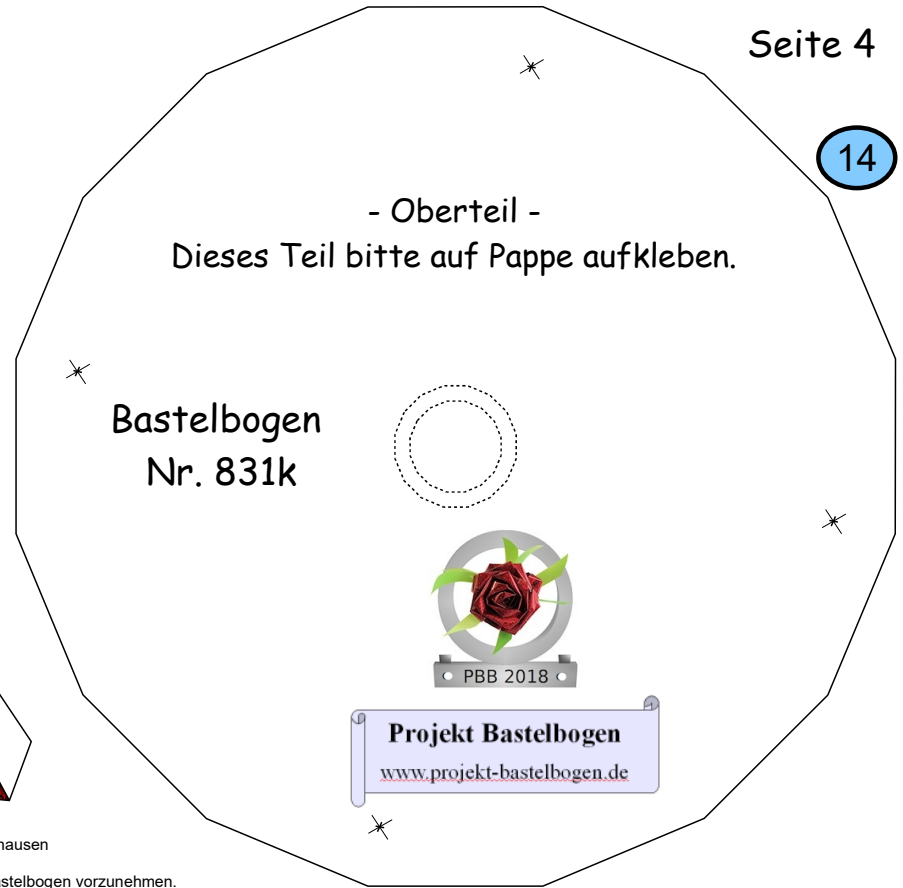 Seite 4
14
- Oberteil -
Dieses Teil bitte auf Pappe aufkleben.
Bastelbogen
Nr. 831k
PBB 2018
Projekt Bastelbogen
www.projekt-bastelbogen.de
hausen
stelbogen vorzunehmen.